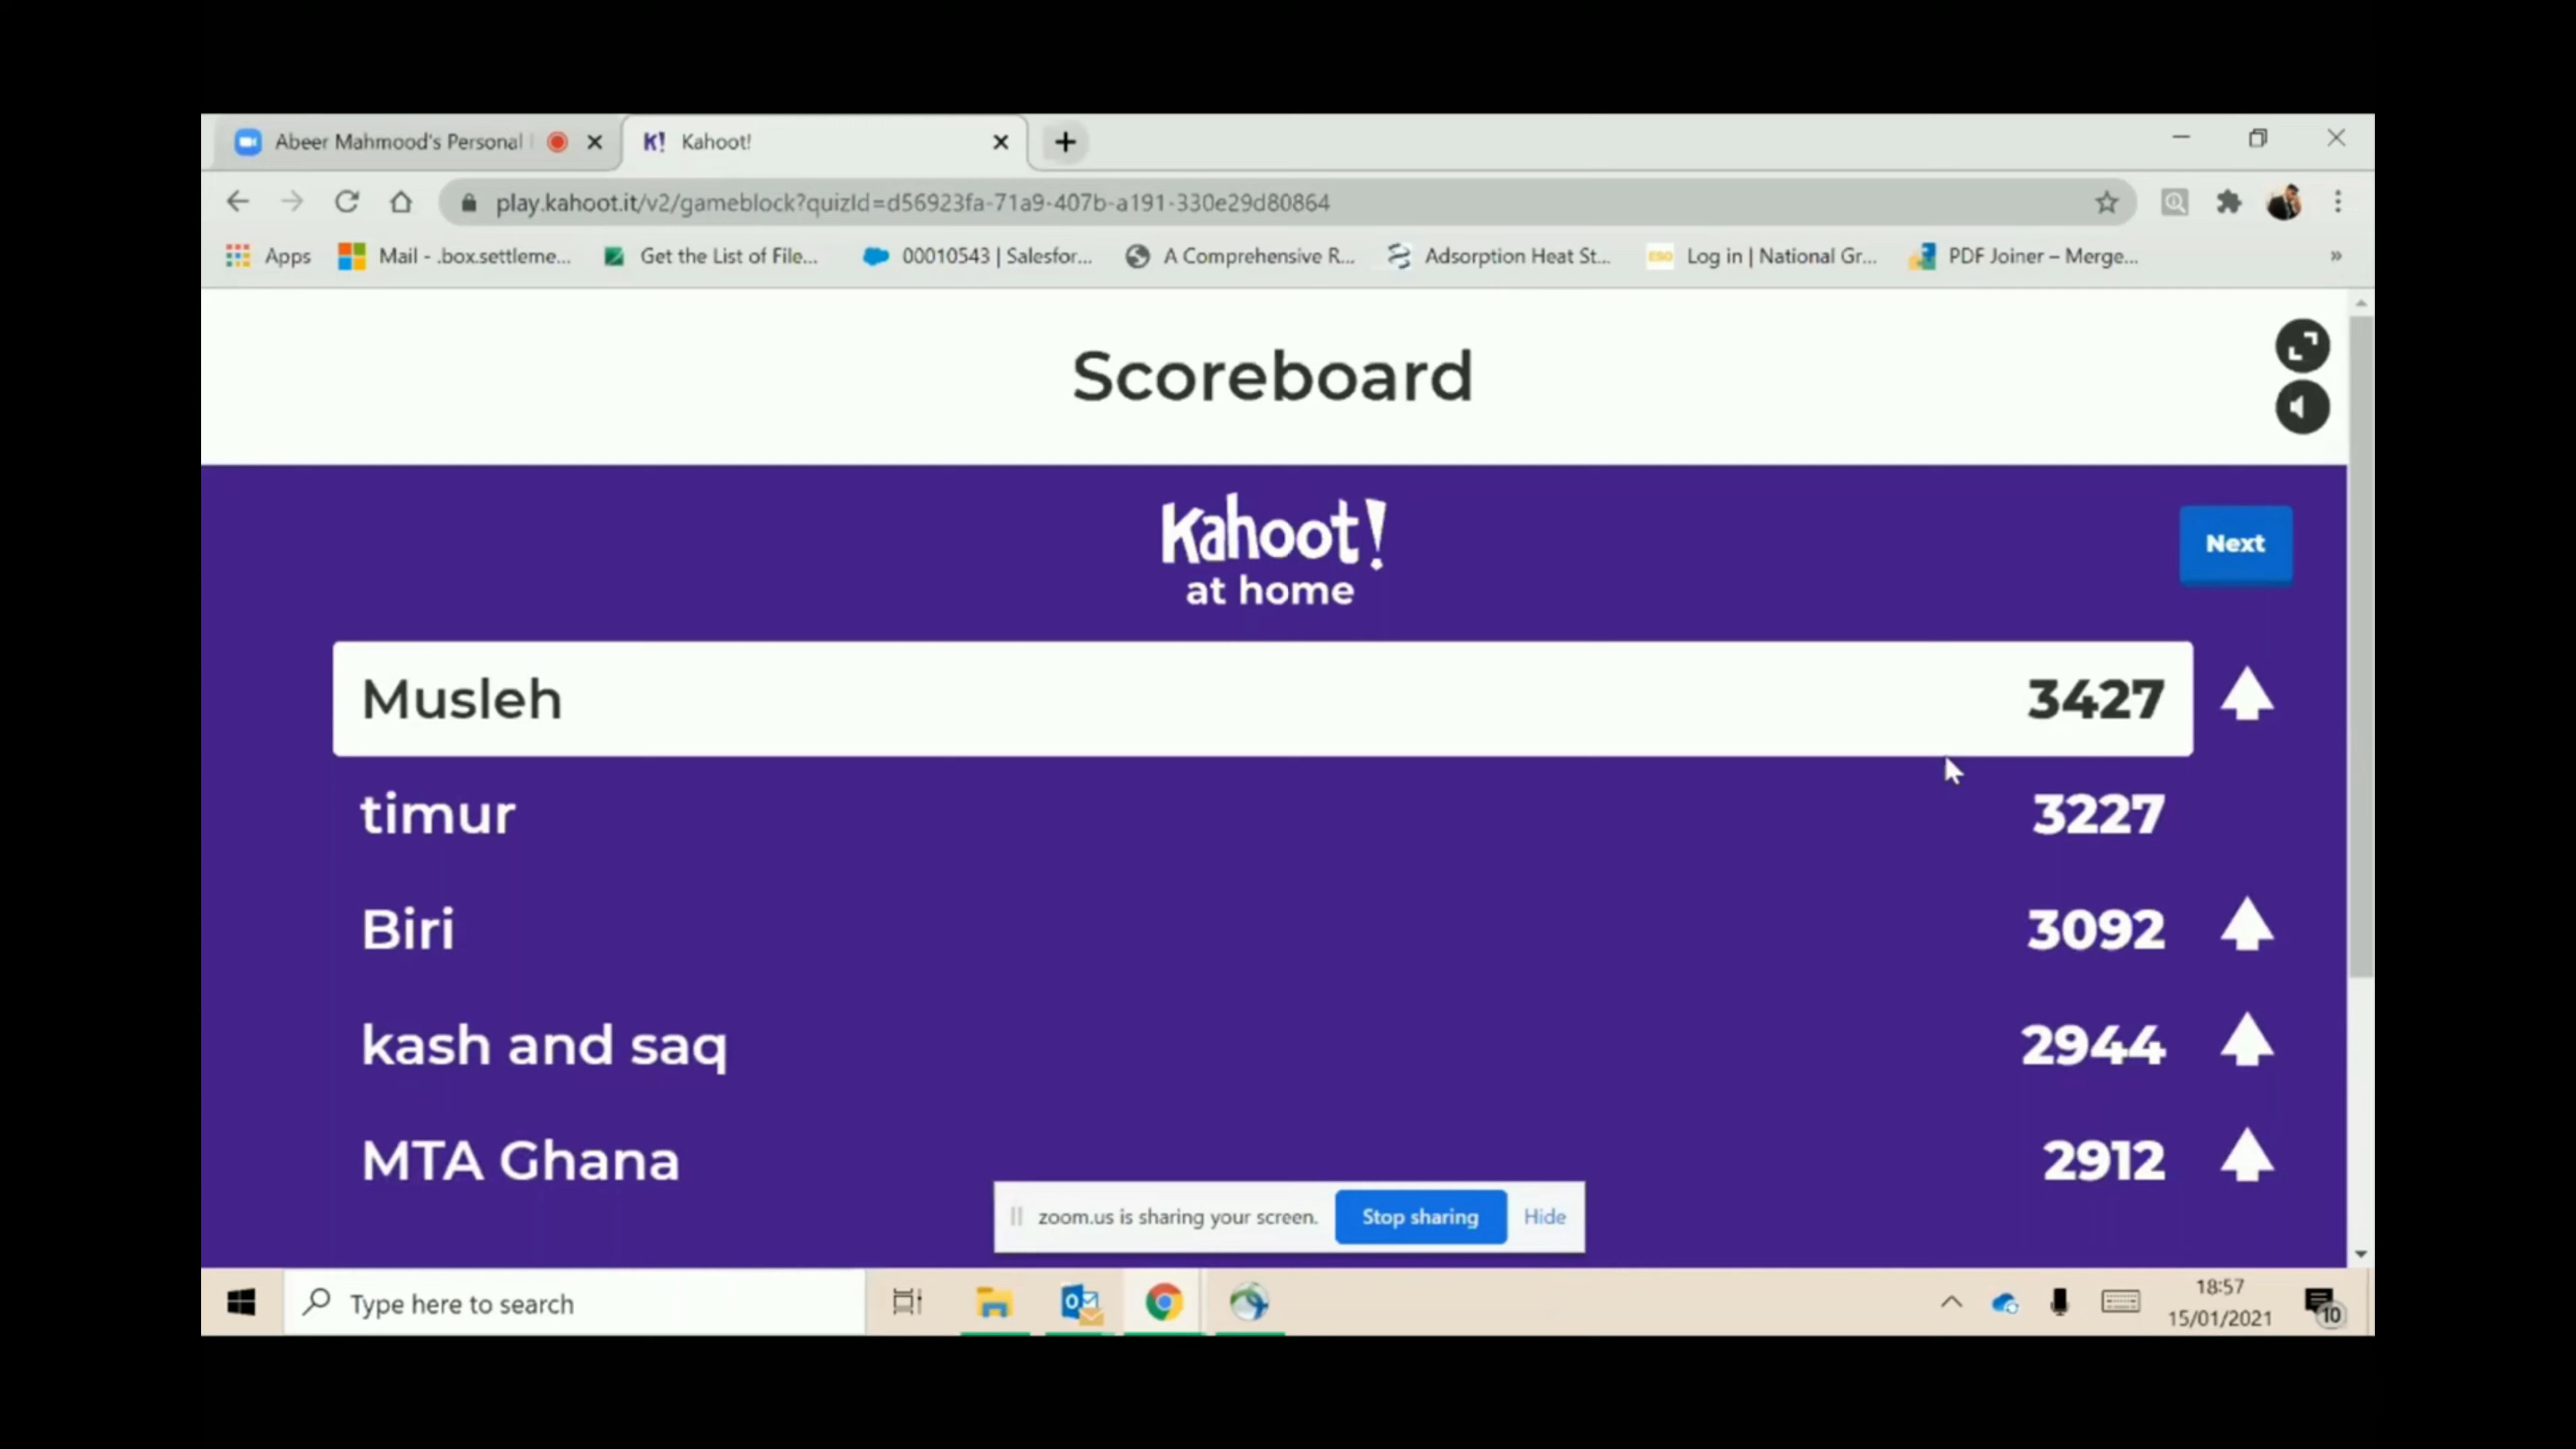 Abeer Mahmood's Personal
Kahoot!
play.kahoot.it/v2/gameblock?quizId=d56923fa-71a9-407b-a191-330e29d80864
Apps
Mail - .box.settleme...
Get the List of File...
00010543 | Salesfor...
A Comprehensive R...
Adsorption Heat St...
ESO
Log in | National Gr...
PDF Joiner – Merge...
Scoreboard
Kahoot!
at home
Next
Musleh 3427
timur 3227
Biri 3092
kash and saq 2944
MTA Ghana 2912
zoom.us is sharing your screen. Stop sharing Hide
Type here to search
18:57
15/01/2021
10